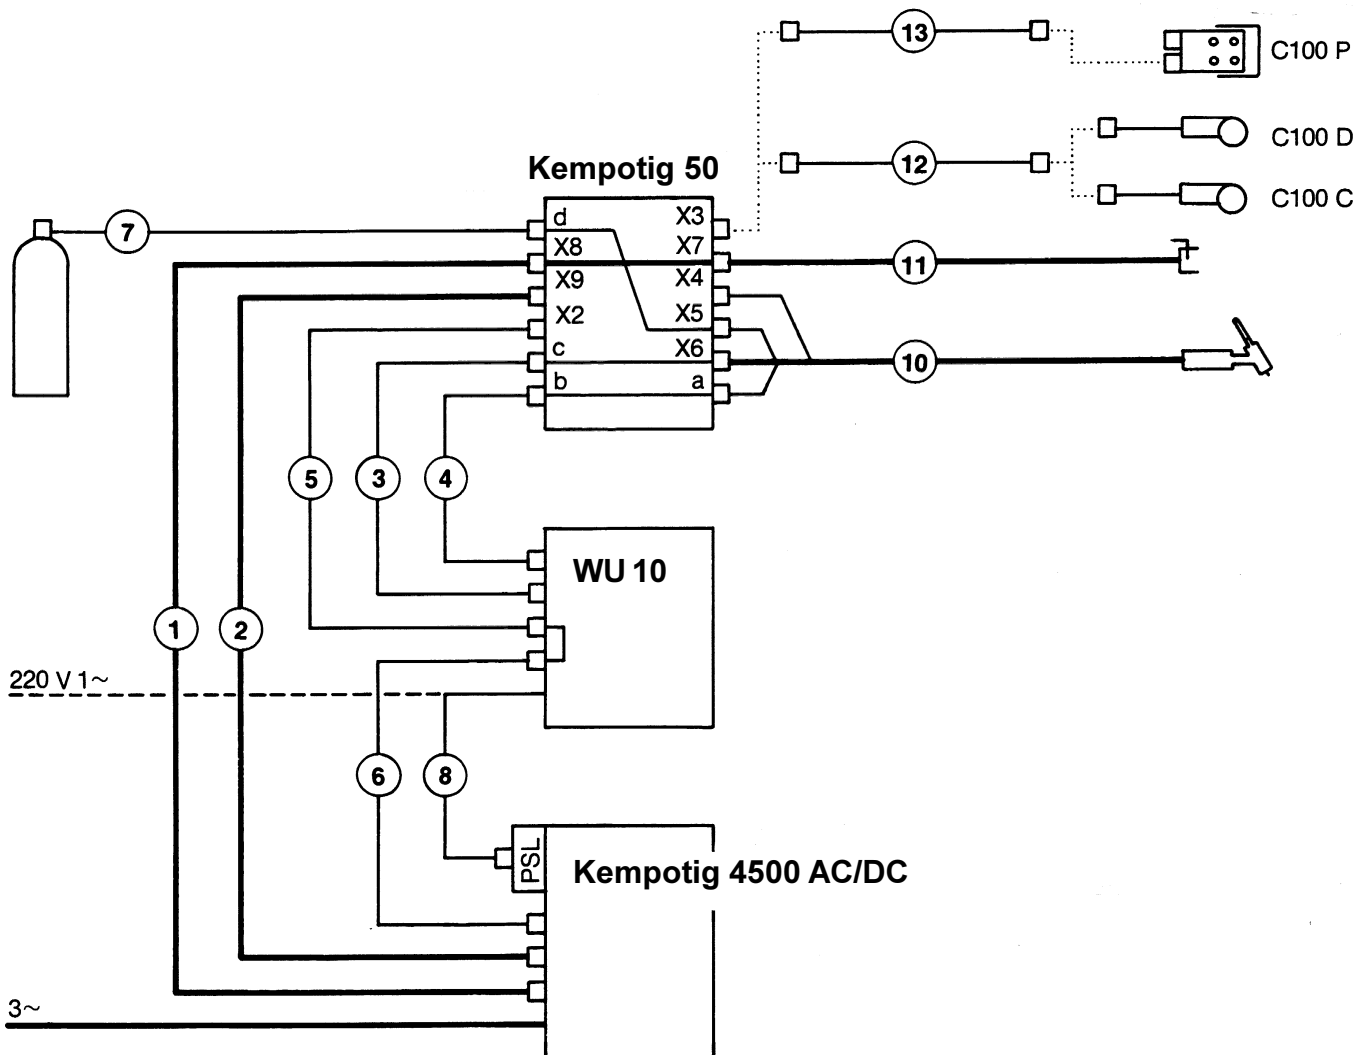 13
C100 P
C100 D
12
C100 C
Kempotig 50
7
d X3
X8 X7
11
X9 X4
X2 X5
c X6
10
b a
5 3 4
WU 10
1 2
220 V 1~
6 8
PSL
Kempotig 4500 AC/DC
3~